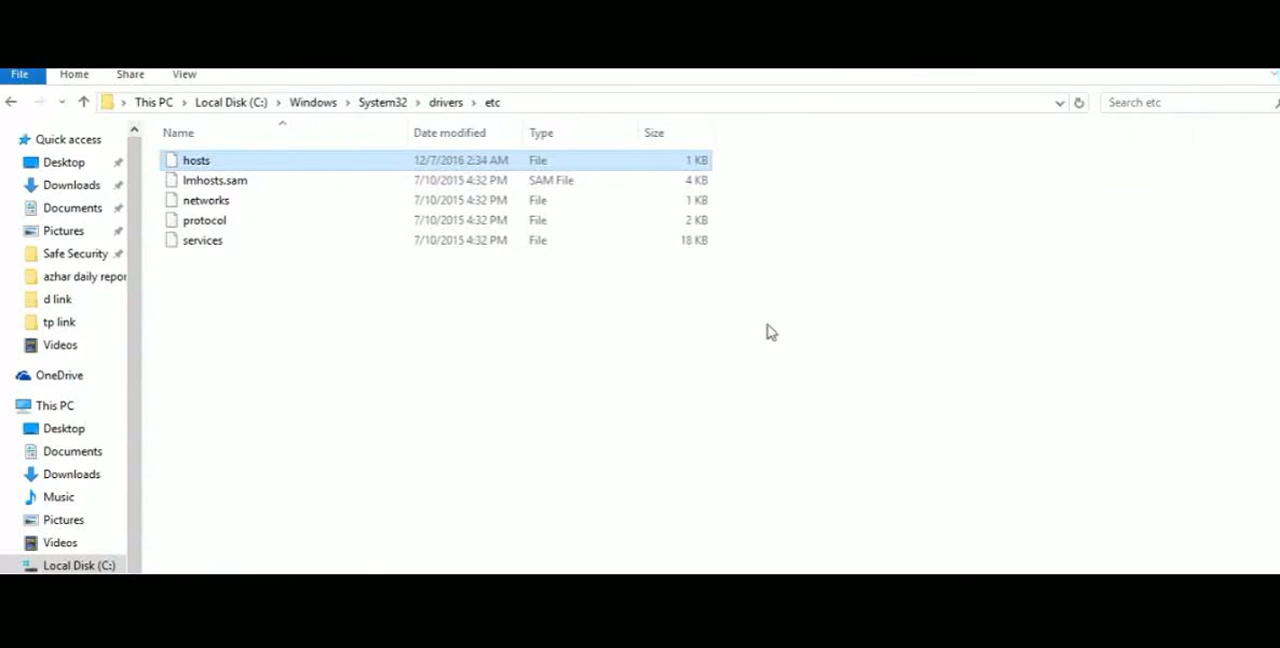 File Home Share View
This PC Local Disk (C:) Windows System32 drivers etc Search etc
Name Date modified Type Size
hosts 12/7/2016 2:34 AM File 1 KB
lmhosts.sam 7/10/2015 4:32 PM SAM File 4 KB
networks 7/10/2015 4:32 PM File 1 KB
protocol 7/10/2015 4:32 PM File 2 KB
services 7/10/2015 4:32 PM File 18 KB
Quick access
Desktop
Downloads
Documents
Pictures
Safe Security
azhar daily repor
d link
tp link
Videos
OneDrive
This PC
Desktop
Documents
Downloads
Music
Pictures
Videos
Local Disk (C:)